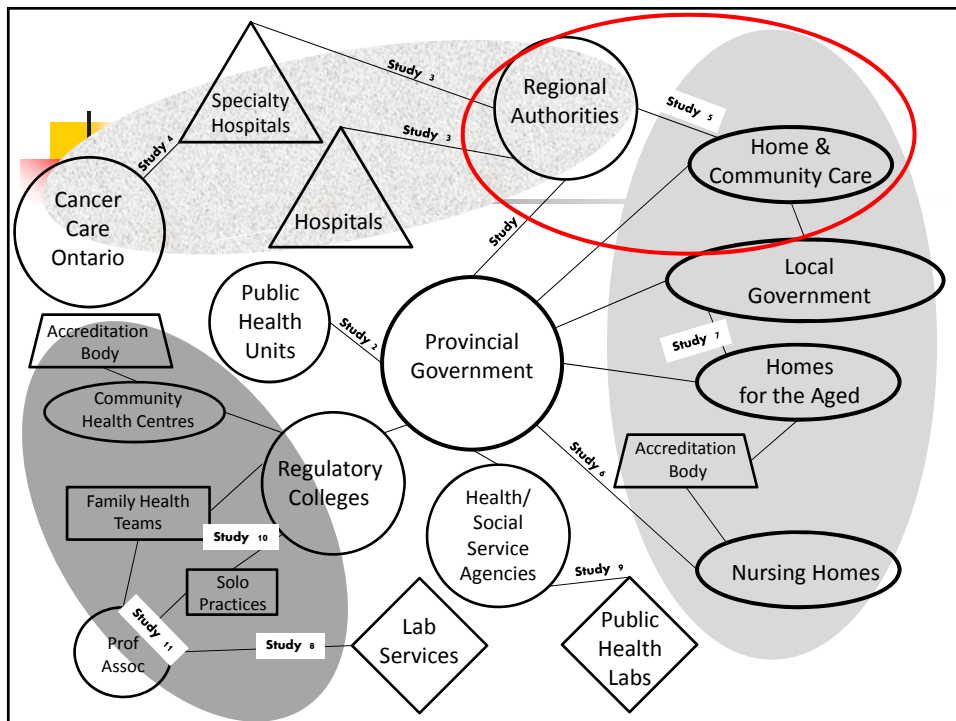 Study 3
Regional
Authorities
Study 5
Specialty
Hospitals
Study 3
Study 4
Home &
Community Care
Cancer
Care
Ontario
Hospitals
Study
Local
Government
Public
Health
Units
Study 2
Provincial
Government
Study 7
Accreditation
Body
Homes
for the Aged
Community
Health Centres
Regulatory
Colleges
Study 6
Accreditation
Body
Family Health
Teams
Study 10
Health/
Social
Service
Agencies
Study 9
Nursing Homes
Solo
Practices
Study 11
Prof
Assoc
Study 8
Lab
Services
Public
Health
Labs